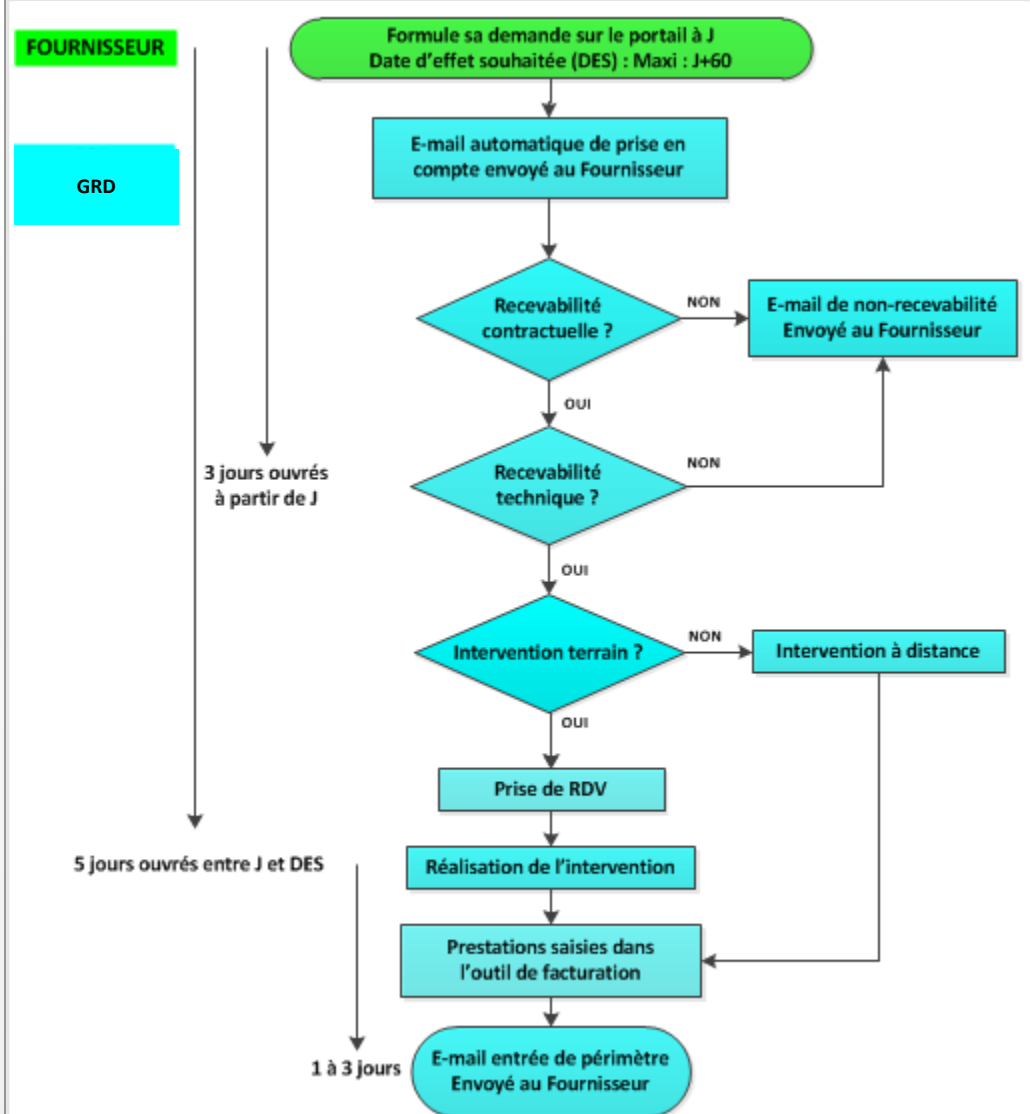 FOURNISSEUR
Formule sa demande sur le portail à J
Date d'effet souhaitée (DES) : Maxi : J+60
GRD
E-mail automatique de prise en
compte envoyé au Fournisseur
Recevabilité
contractuelle ?
NON
E-mail de non-recevabilité
Envoyé au Fournisseur
OUI
3 jours ouvrés
à partir de J
Recevabilité
technique ?
NON
OUI
Intervention terrain ?
NON
Intervention à distance
OUI
Prise de RDV
5 jours ouvrés entre J et DES
Réalisation de l'intervention
Prestations saisies dans
l'outil de facturation
1 à 3 jours
E-mail entrée de périmètre
Envoyé au Fournisseur